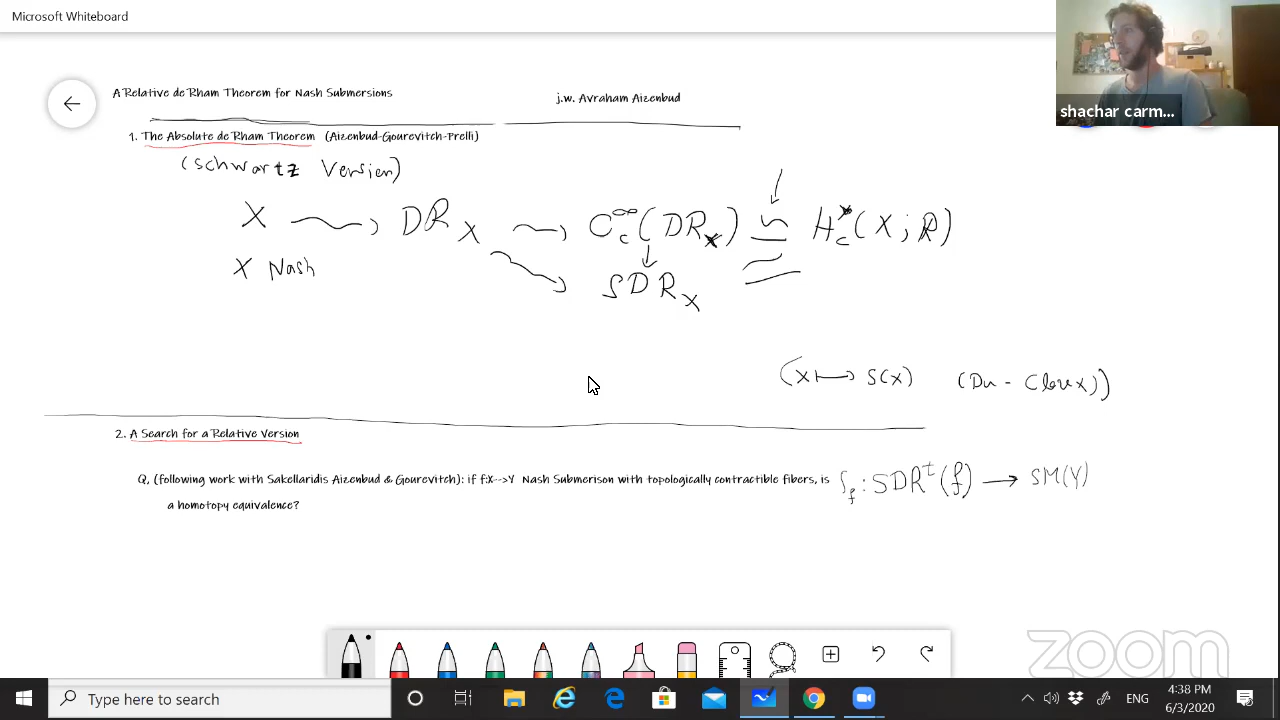 Microsoft Whiteboard
shachar carm...
A Relative de Rham Theorem for Nash Submersions
j.w. Avraham Aizenbud
1. The Absolute de Rham Theorem (Aizenbud-Gourevitch-Prelli)
(Schwartz Version)
X ⟿ DR_X ⟿ C_c^∞(DR_X) ≃ H_c^*(X; R)
X Nash
SDR_X
(X ↦ S(X) (Du - Cloux))
2. A Search for a Relative Version
Q, (following work with Sakellaridis Aizenbud & Gourevitch): if f:X-->Y Nash Submerison with topologically contractible fibers, is ∫_f : SDR^t(f) → SM(Y)
a homotopy equivalence?
zoom
Type here to search
ENG
4:38 PM
6/3/2020